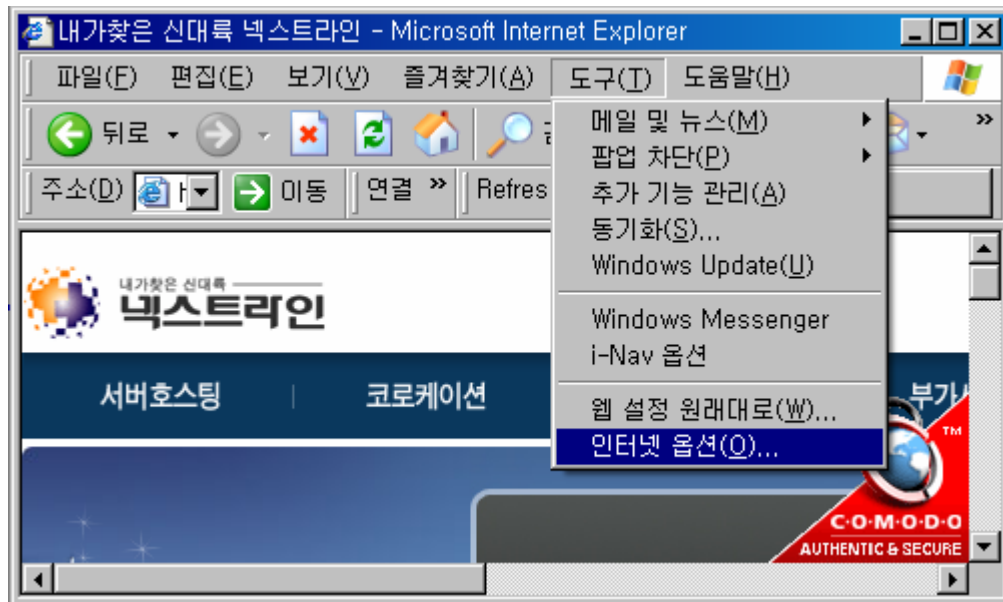 내가찾은 신대륙 넥스트라인 - Microsoft Internet Explorer
파일(F) 편집(E) 보기(V) 즐겨찾기(A) 도구(T) 도움말(H)
뒤로
주소(D) 이동 연결 » Refres
메일 및 뉴스(M)
팝업 차단(P)
추가 기능 관리(A)
동기화(S)...
Windows Update(U)
Windows Messenger
i-Nav 옵션
웹 설정 원래대로(W)...
인터넷 옵션(O)...
내가찾은 신대륙
넥스트라인
서버호스팅 코로케이션
TM
C·O·M·O·D·O
AUTHENTIC & SECURE